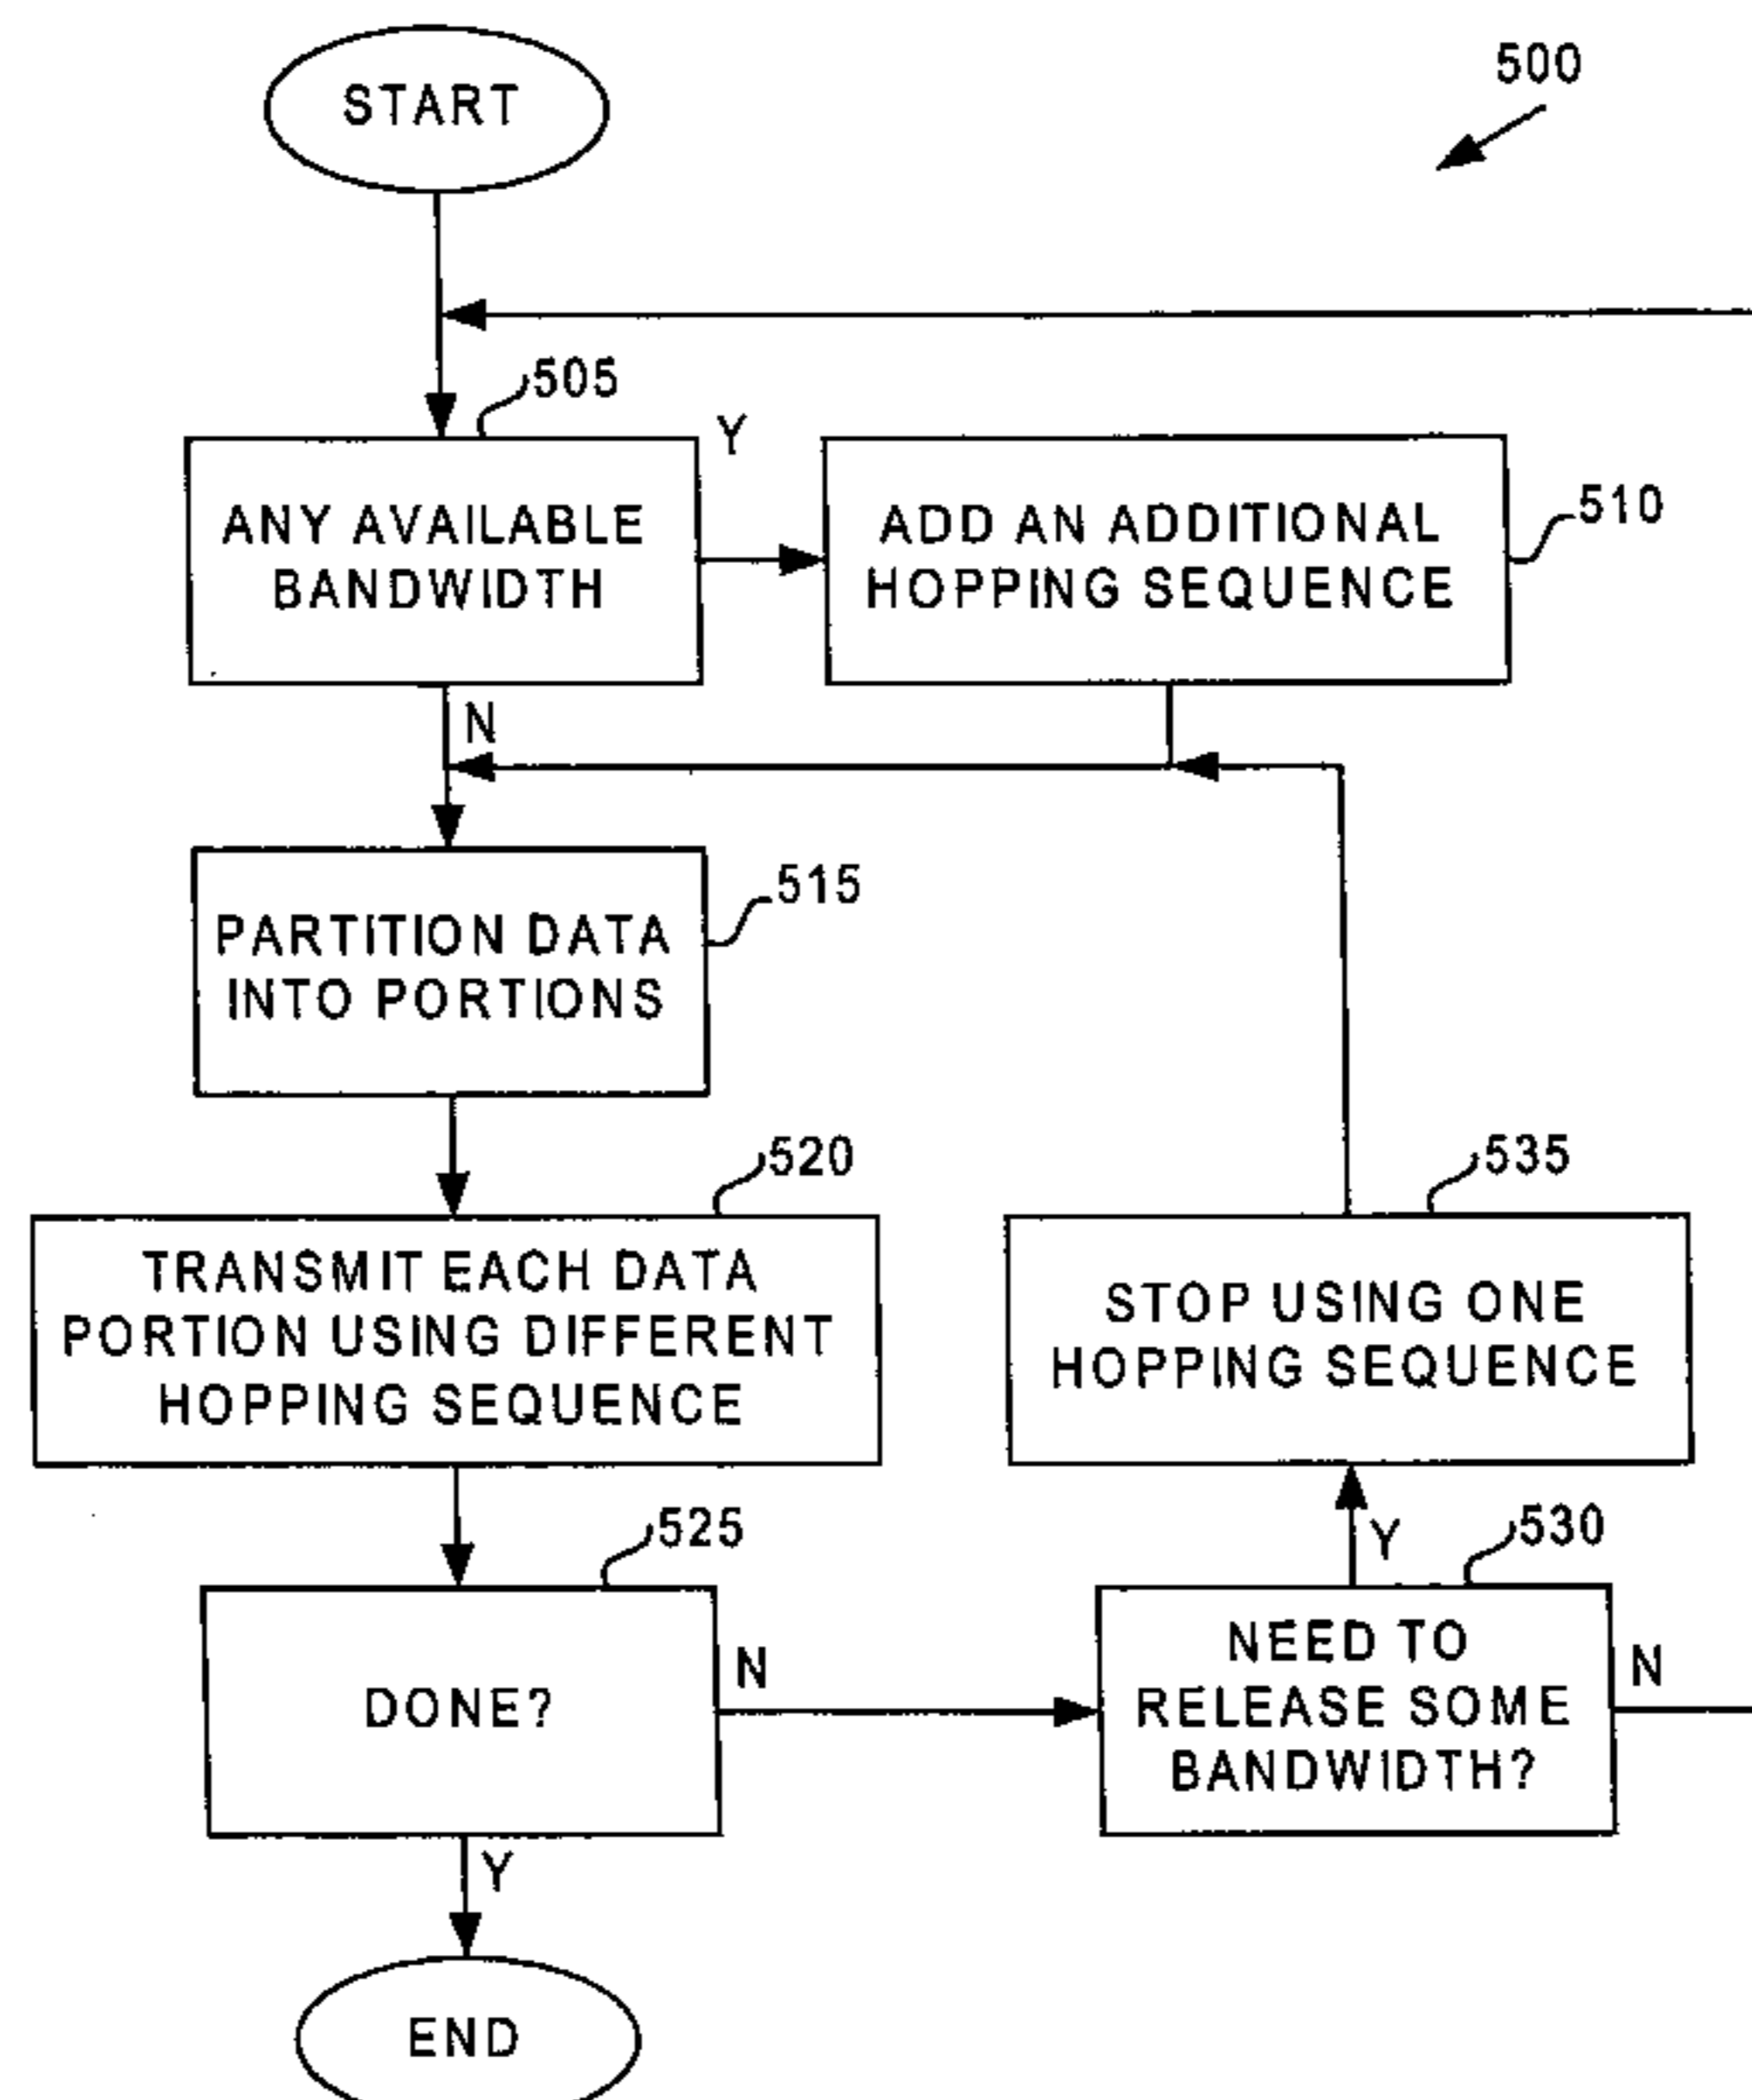 START
500
505
Y
ANY AVAILABLE
BANDWIDTH
ADD AN ADDITIONAL
HOPPING SEQUENCE
510
N
515
PARTITION DATA
INTO PORTIONS
520
535
TRANSMIT EACH DATA
PORTION USING DIFFERENT
HOPPING SEQUENCE
STOP USING ONE
HOPPING SEQUENCE
525
Y
530
DONE?
N
NEED TO
RELEASE SOME
BANDWIDTH?
N
Y
END